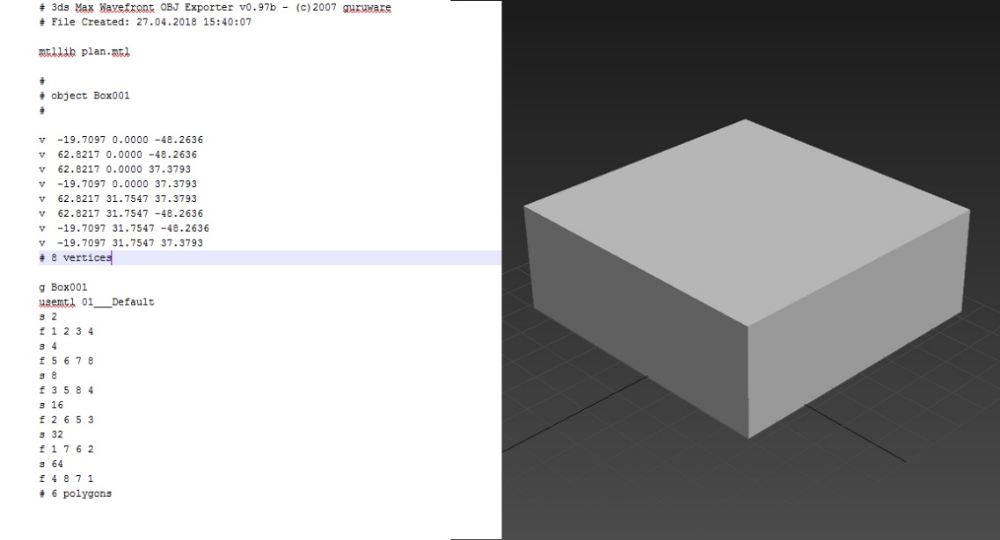 # 3ds Max Wavefront OBJ Exporter v0.97b - (c)2007 guruware
# File Created: 27.04.2018 15:40:07
mtllib plan.mtl
#
# object Box001
#
v  -19.7097 0.0000 -48.2636
v  62.8217 0.0000 -48.2636
v  62.8217 0.0000 37.3793
v  -19.7097 0.0000 37.3793
v  62.8217 31.7547 37.3793
v  62.8217 31.7547 -48.2636
v  -19.7097 31.7547 -48.2636
v  -19.7097 31.7547 37.3793
# 8 vertices
g Box001
usemtl 01___Default
s 2
f 1 2 3 4
s 4
f 5 6 7 8
s 8
f 3 5 8 4
s 16
f 2 6 5 3
s 32
f 1 7 6 2
s 64
f 4 8 7 1
# 6 polygons